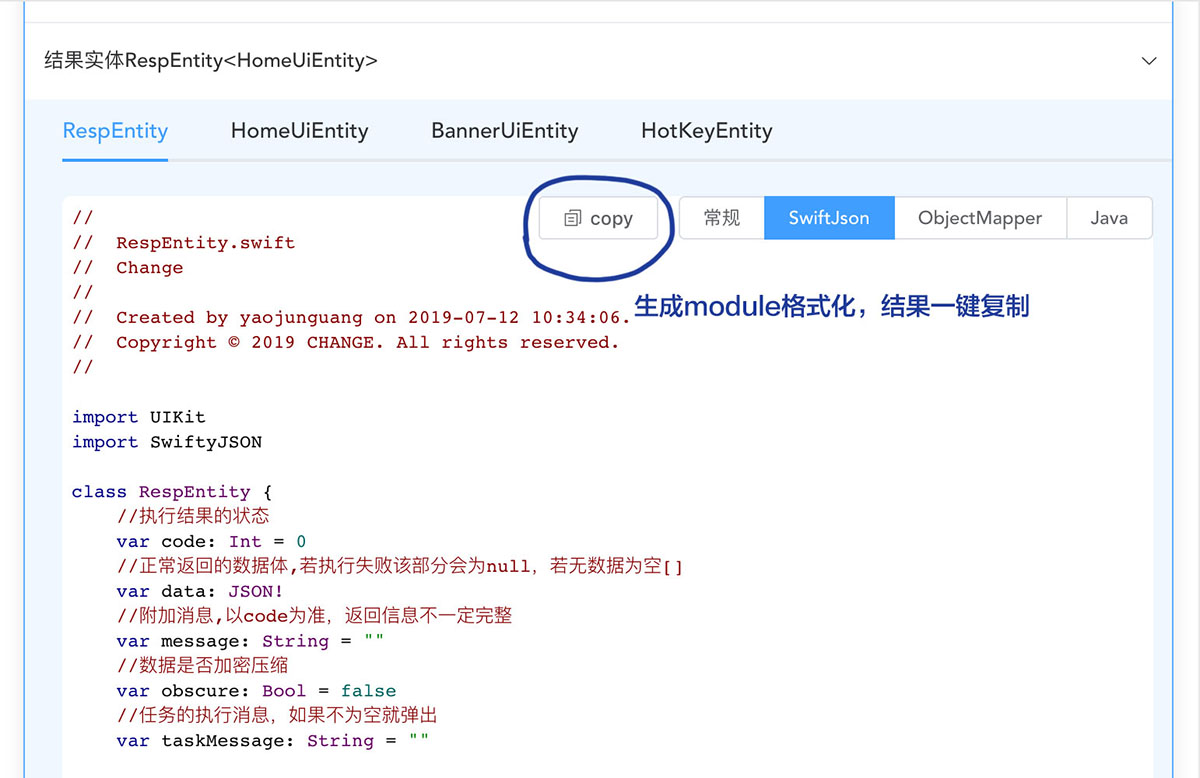 结果实体RespEntity<HomeUiEntity>
RespEntity HomeUiEntity BannerUiEntity HotKeyEntity
copy 常规 SwiftJson ObjectMapper Java
//
// RespEntity.swift
// Change
//
// Created by yaojunguang on 2019-07-12 10:34:06.
生成module格式化，结果一键复制
// Copyright © 2019 CHANGE. All rights reserved.
//
import UIKit
import SwiftyJSON
class RespEntity {
//执行结果的状态
var code: Int = 0
//正常返回的数据体,若执行失败该部分会为null，若无数据为空[]
var data: JSON!
//附加消息,以code为准，返回信息不一定完整
var message: String = ""
//数据是否加密压缩
var obscure: Bool = false
//任务的执行消息，如果不为空就弹出
var taskMessage: String = ""